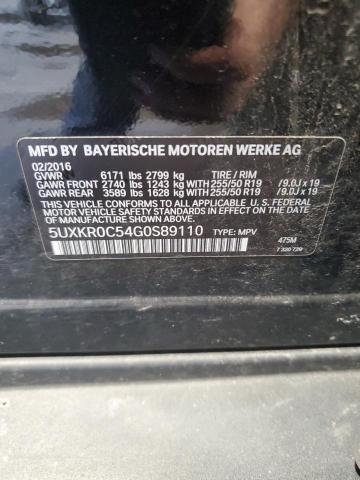 MFD BY BAYERISCHE MOTOREN WERKE AG
02/2016
GVWR 6171 lbs 2799 kg TIRE / RIM
GAWR FRONT 2740 lbs 1243 kg WITH 255/50 R19 /9.0J x 19
GAWR REAR 3589 lbs 1628 kg WITH 255/50 R19 /9.0J x 19
THIS VEHICLE CONFORMS TO ALL APPLICABLE U. S. FEDERAL
MOTOR VEHICLE SAFETY STANDARDS IN EFFECT ON
THE DATE OF MANUFACTURE SHOWN ABOVE.
5UXKR0C54G0S89110 TYPE: MPV
475M